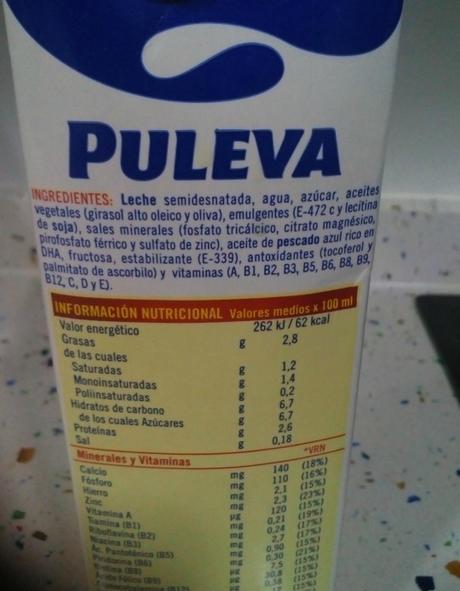 PULEVA
INGREDIENTES: Leche semidesnatada, agua, azúcar, aceites
vegetales (girasol alto oleico y oliva), emulgentes (E-472 c y lecitina
de soja), sales minerales (fosfato tricálcico, citrato magnésico,
pirofosfato férrico y sulfato de zinc), aceite de pescado azul rico en
DHA, fructosa, estabilizante (E-339), antioxidantes (tocoferol y
palmitato de ascorbilo) y vitaminas (A, B1, B2, B3, B5, B6, B8, B9,
B12, C, D y E).
INFORMACIÓN NUTRICIONAL Valores medios x 100 ml
Valor energético 262 kJ / 62 kcal
Grasas g 2,8
de las cuales
Saturadas g 1,2
Monoinsaturadas g 1,4
Poliinsaturadas g 0,2
Hidratos de carbono g 6,7
de los cuales Azúcares g 6,7
Proteínas g 2,6
Sal g 0,18
Minerales y Vitaminas *VRN
Calcio mg 140 (18%)
Fósforo mg 110 (16%)
Hierro mg 2,1 (15%)
Zinc mg 2,3 (23%)
Vitamina A µg 120 (15%)
Tiamina (B1) mg 0,21 (19%)
Riboflavina (B2) mg 0,24 (17%)
Niacina (B3) mg 2,7 (17%)
Ác. Pantoténico (B5) mg 0,90 (15%)
Piridoxina (B6) mg 0,30 (21%)
Biotina (B8) µg 7,5 (15%)
Ácido Fólico (B9) µg 30,8 (15%)
0,38 (15%)